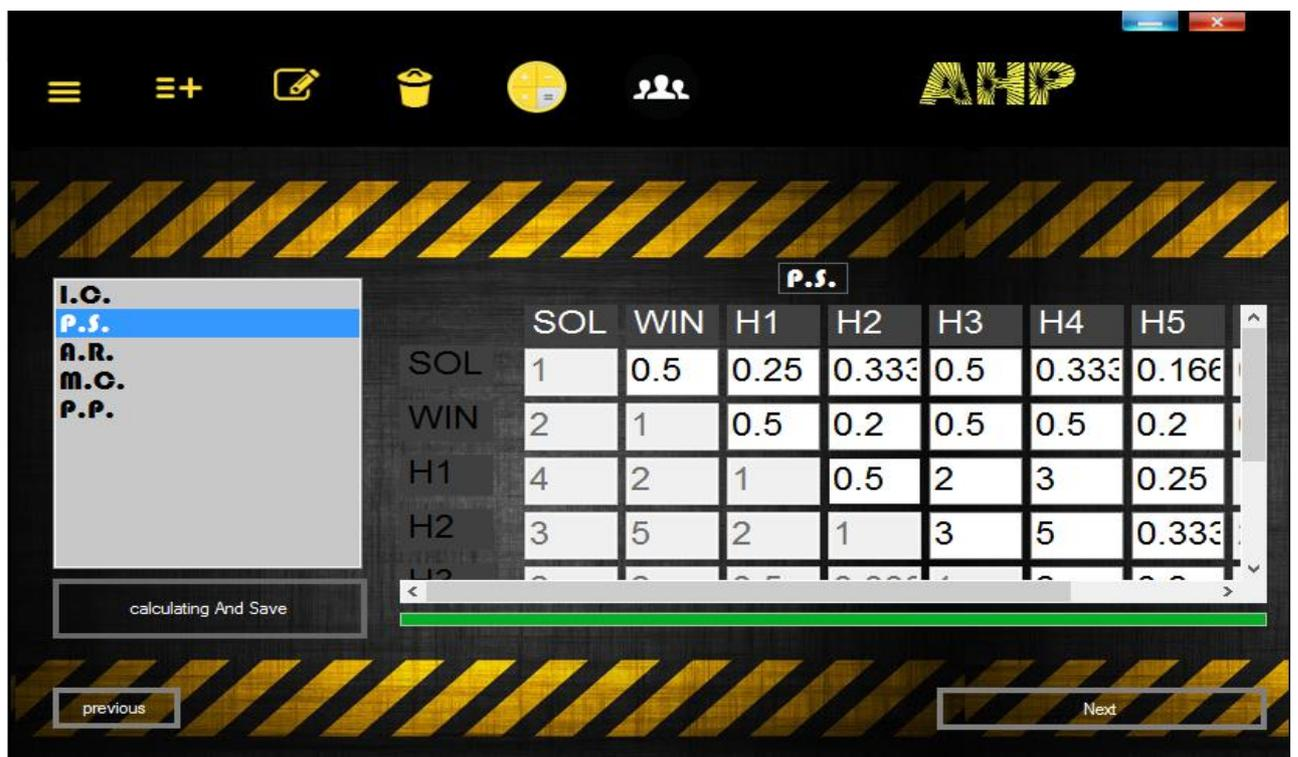 AHP
P.S.
I.C.
P.S.
A.R.
M.C.
P.P.
SOL WIN H1 H2 H3 H4 H5
SOL 1 0.5 0.25 0.333 0.5 0.333 0.166
WIN 2 1 0.5 0.2 0.5 0.5 0.2
H1 4 2 1 0.5 2 3 0.25
H2 3 5 2 1 3 5 0.333
calculating And Save
previous
Next